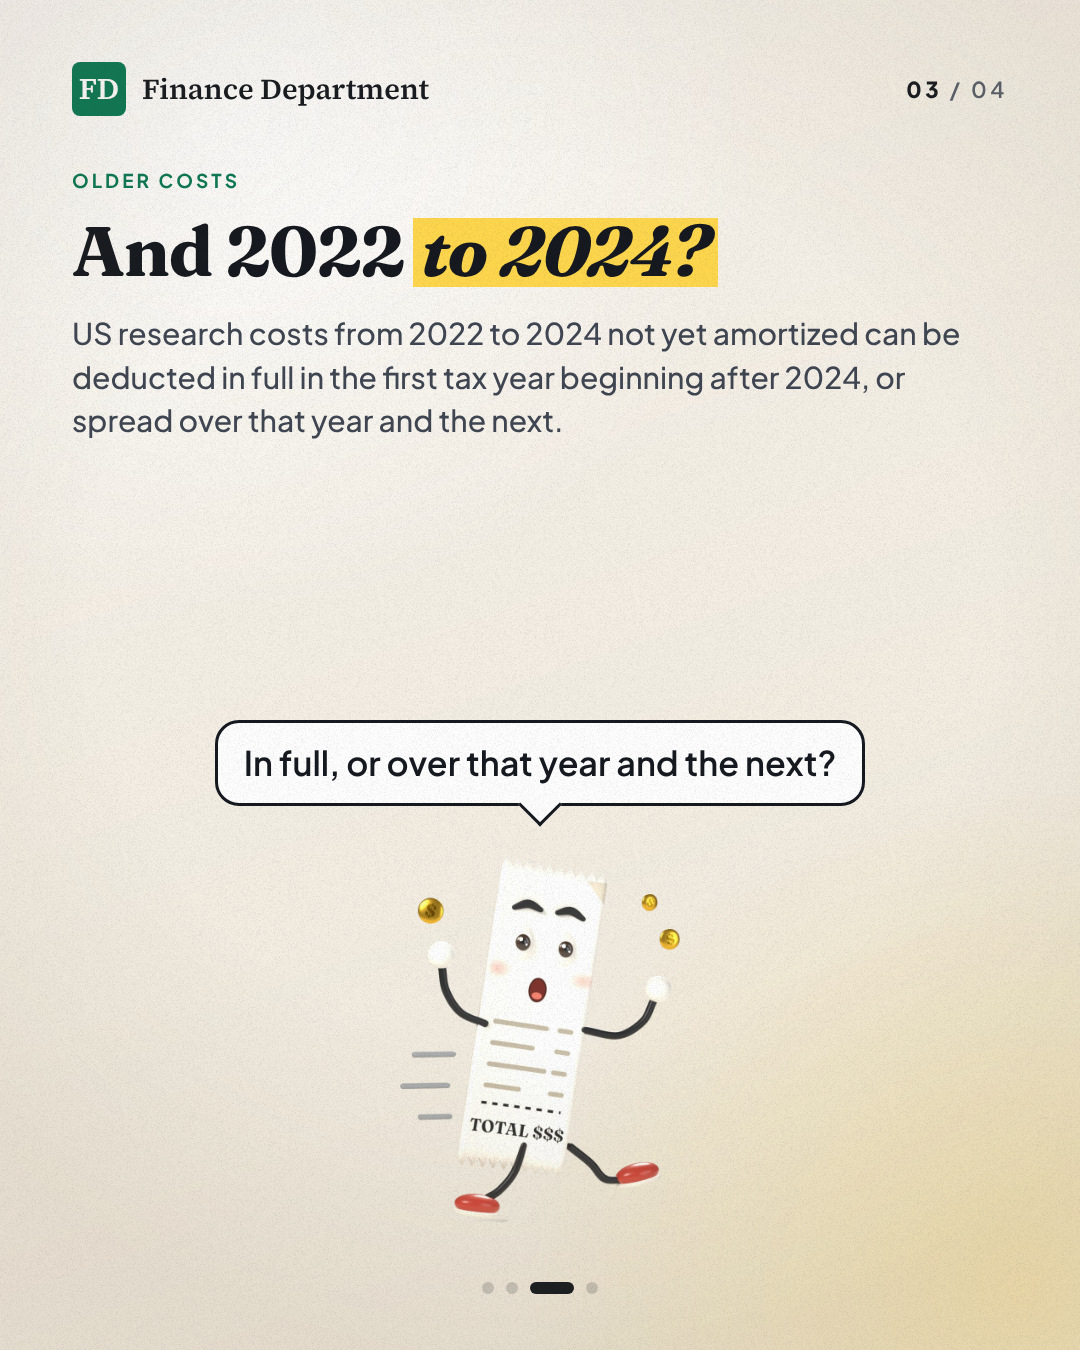 FD Finance Department
03 / 04
OLDER COSTS
And 2022 to 2024?
US research costs from 2022 to 2024 not yet amortized can be
deducted in full in the first tax year beginning after 2024, or
spread over that year and the next.
In full, or over that year and the next?
TOTAL $$$